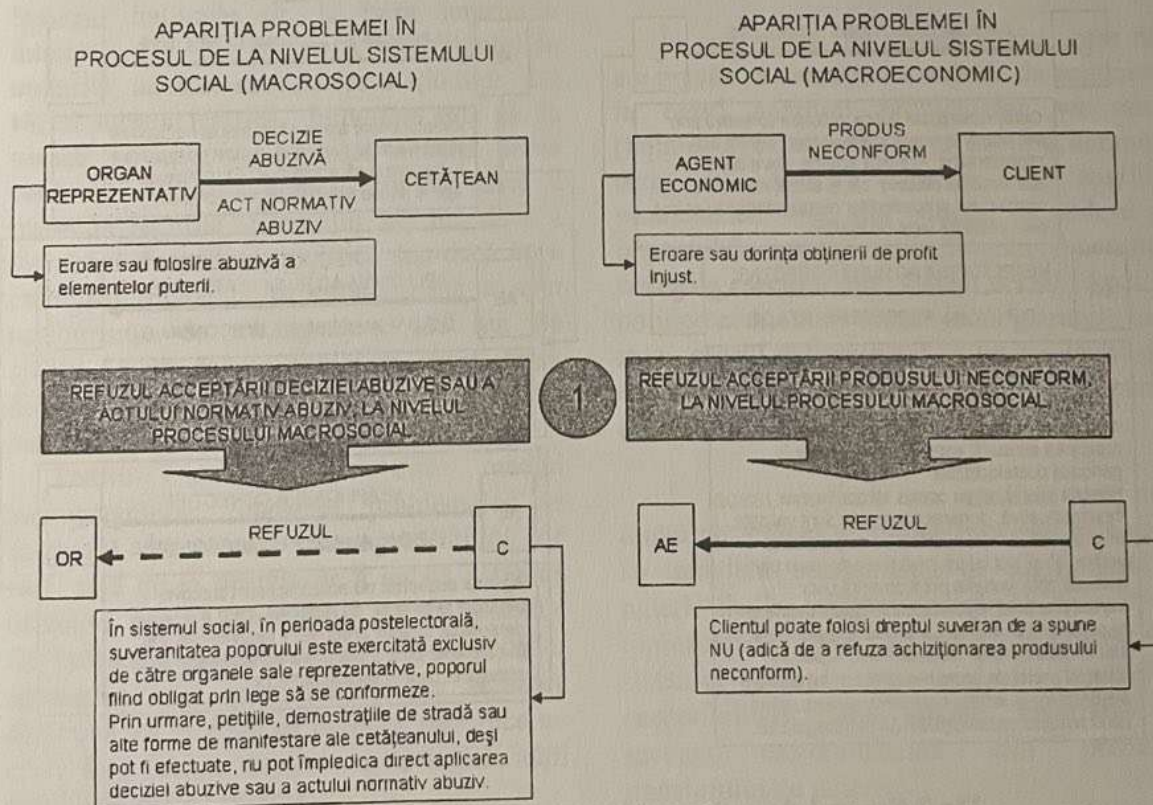 APARIȚIA PROBLEMEI ÎN
PROCESUL DE LA NIVELUL SISTEMULUI
SOCIAL (MACROSOCIAL)
DECIZIE
ABUZIVĂ
ORGAN
REPREZENTATIV
CETĂȚEAN
ACT NORMATIV
ABUZIV
Eroare sau folosire abuzivă a
elementelor puterii.
REFUZUL ACCEPTĂRII DECIZIEI ABUZIVE SAU A
ACTULUI NORMATIV ABUZIV, LA NIVELUL
PROCESULUI MACROSOCIAL
OR
REFUZUL
C
În sistemul social, în perioada postelectorală,
suveranitatea poporului este exercitată exclusiv
de către organele sale reprezentative, poporul
fiind obligat prin lege să se conformeze.
Prin urmare, petițiile, demostrațiile de stradă sau
alte forme de manifestare ale cetățeanului, deși
pot fi efectuate, nu pot împiedica direct aplicarea
deciziei abuzive sau a actului normativ abuziv.
1
APARIȚIA PROBLEMEI ÎN
PROCESUL DE LA NIVELUL SISTEMULUI
SOCIAL (MACROECONOMIC)
PRODUS
NECONFORM
AGENT
ECONOMIC
CLIENT
Eroare sau dorința obținerii de profit
injust.
REFUZUL ACCEPTĂRII PRODUSULUI NECONFORM,
LA NIVELUL PROCESULUI MACROSOCIAL
AE
REFUZUL
C
Clientul poate folosi dreptul suveran de a spune
NU (adică de a refuza achiziționarea produsului
neconform).